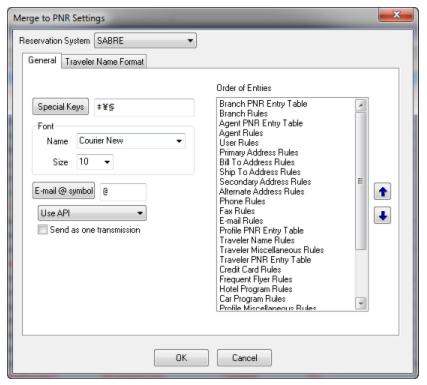 Merge to PNR Settings
Reservation System SABRE
General Traveler Name Format
Special Keys ‡¥§
Font
Name Courier New
Size 10
E-mail @ symbol @
Use API
Send as one transmission
Order of Entries
Branch PNR Entry Table
Branch Rules
Agent PNR Entry Table
Agent Rules
User Rules
Primary Address Rules
Bill To Address Rules
Ship To Address Rules
Secondary Address Rules
Alternate Address Rules
Phone Rules
Fax Rules
E-mail Rules
Profile PNR Entry Table
Traveler Name Rules
Traveler Miscellaneous Rules
Traveler PNR Entry Table
Credit Card Rules
Frequent Flyer Rules
Hotel Program Rules
Car Program Rules
Profile Miscellaneous Rules
OK Cancel